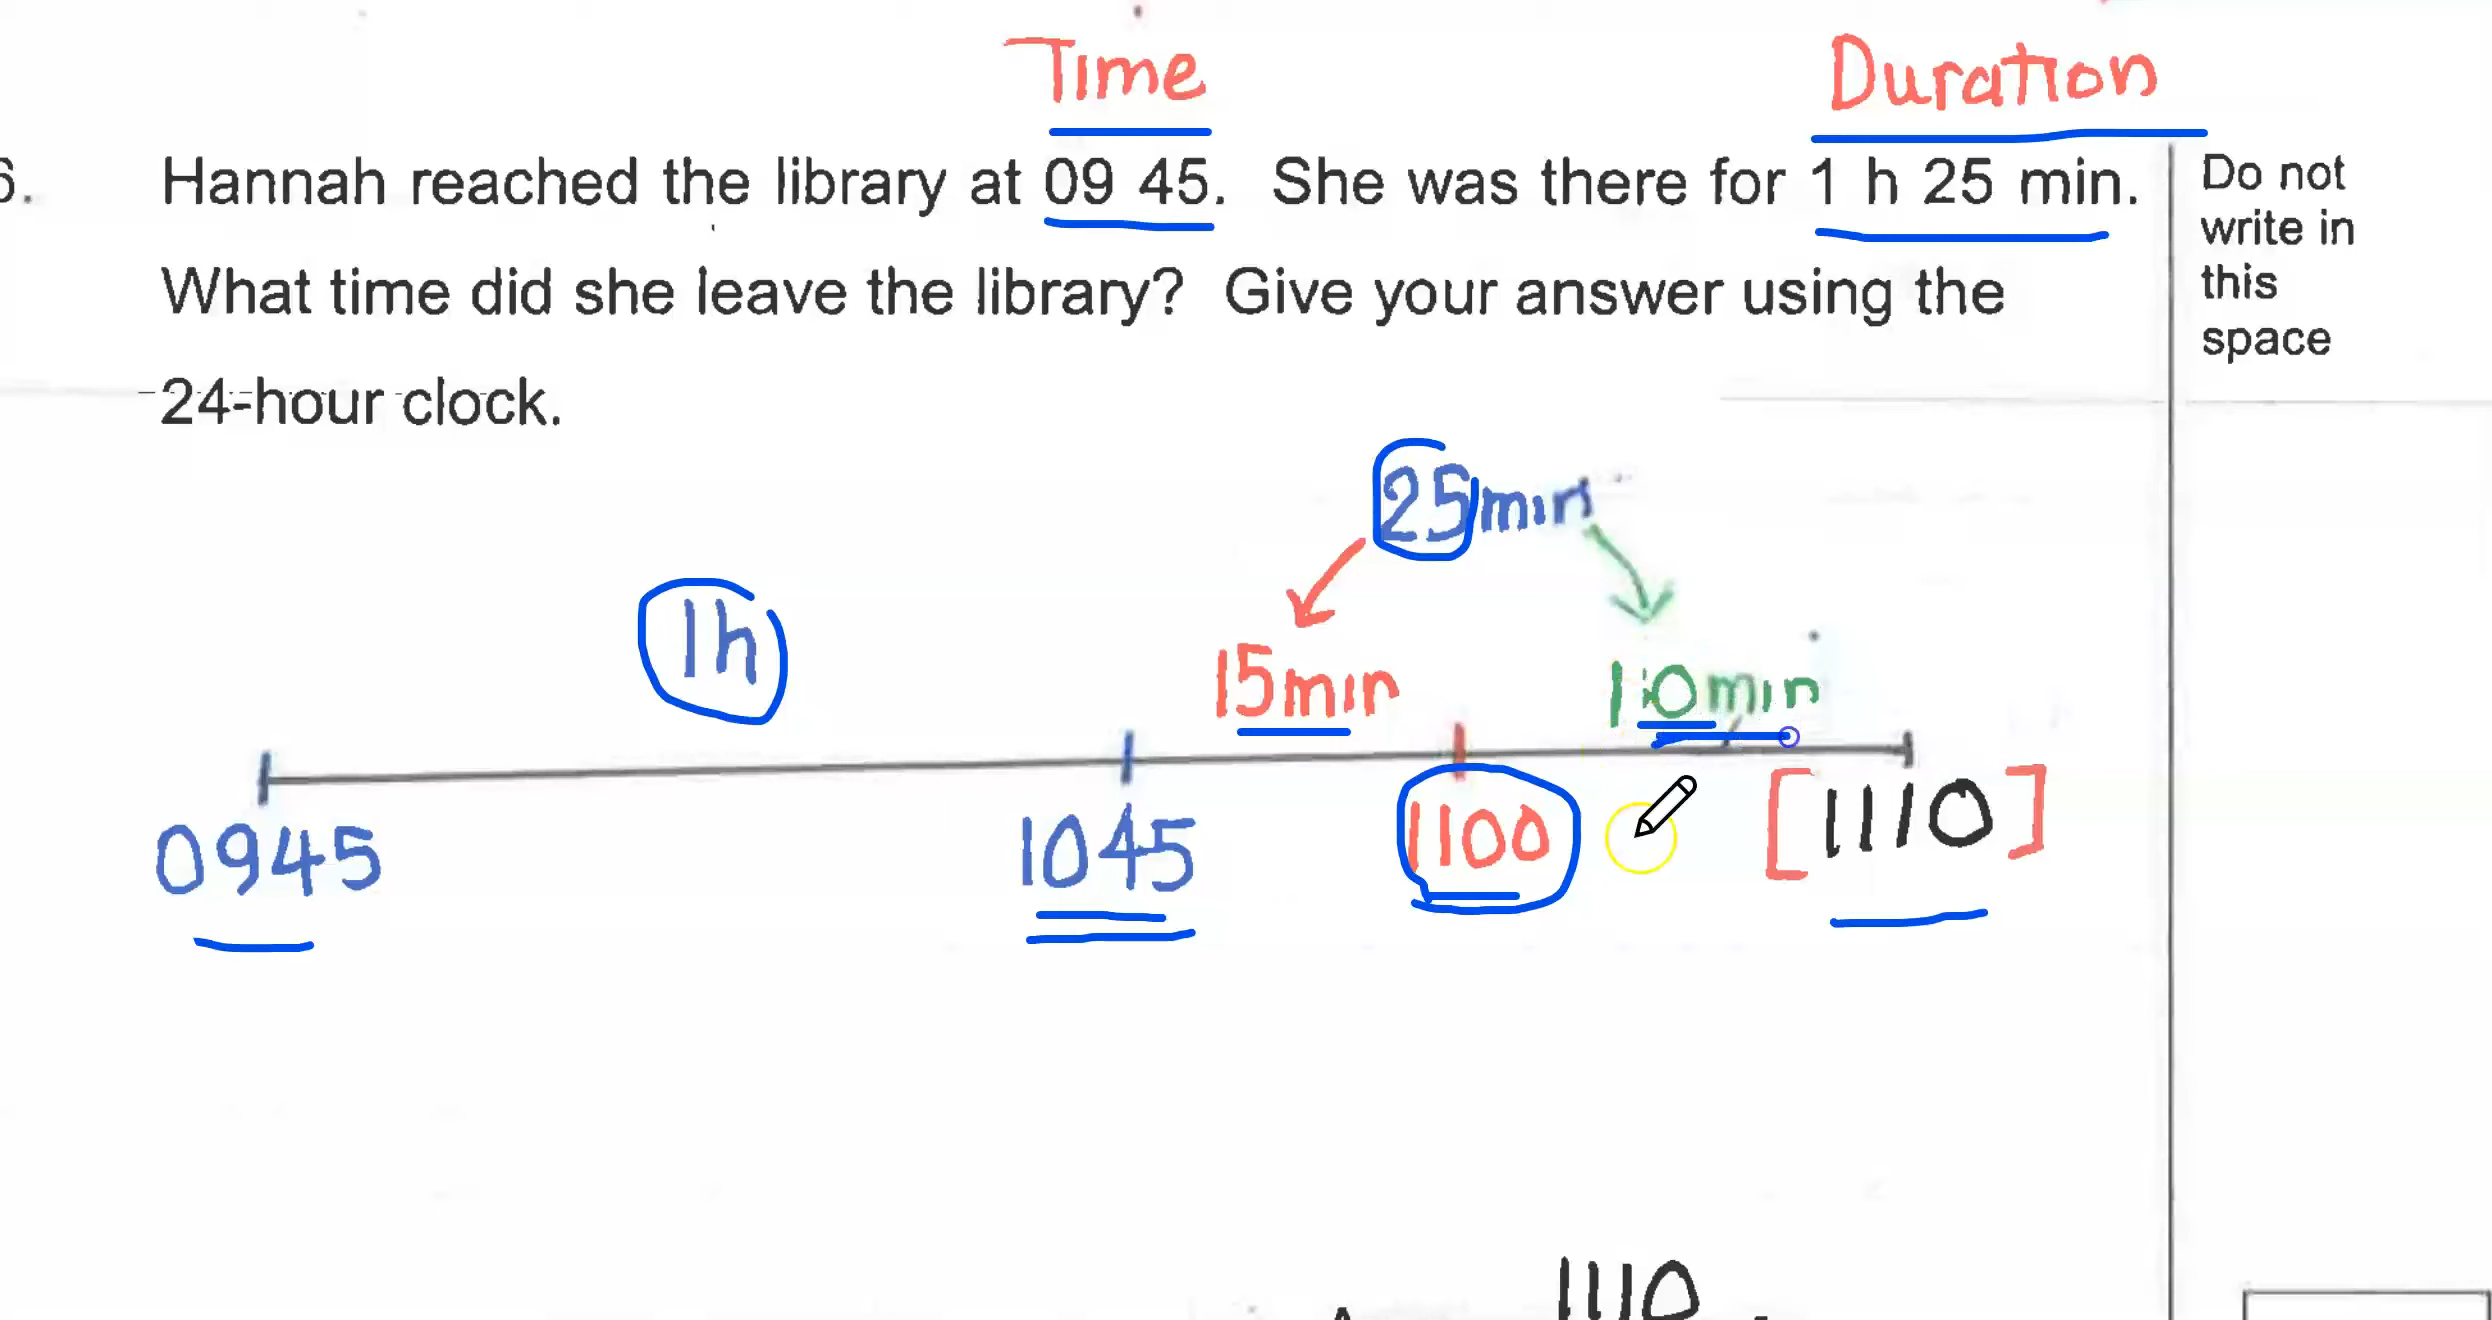 Time Duration
6. Hannah reached the library at 09 45. She was there for 1 h 25 min.
What time did she leave the library? Give your answer using the
24-hour clock.
Do not
write in
this
space
25min
1h
15min 10min
0945 1045 1100 [1110]
1110